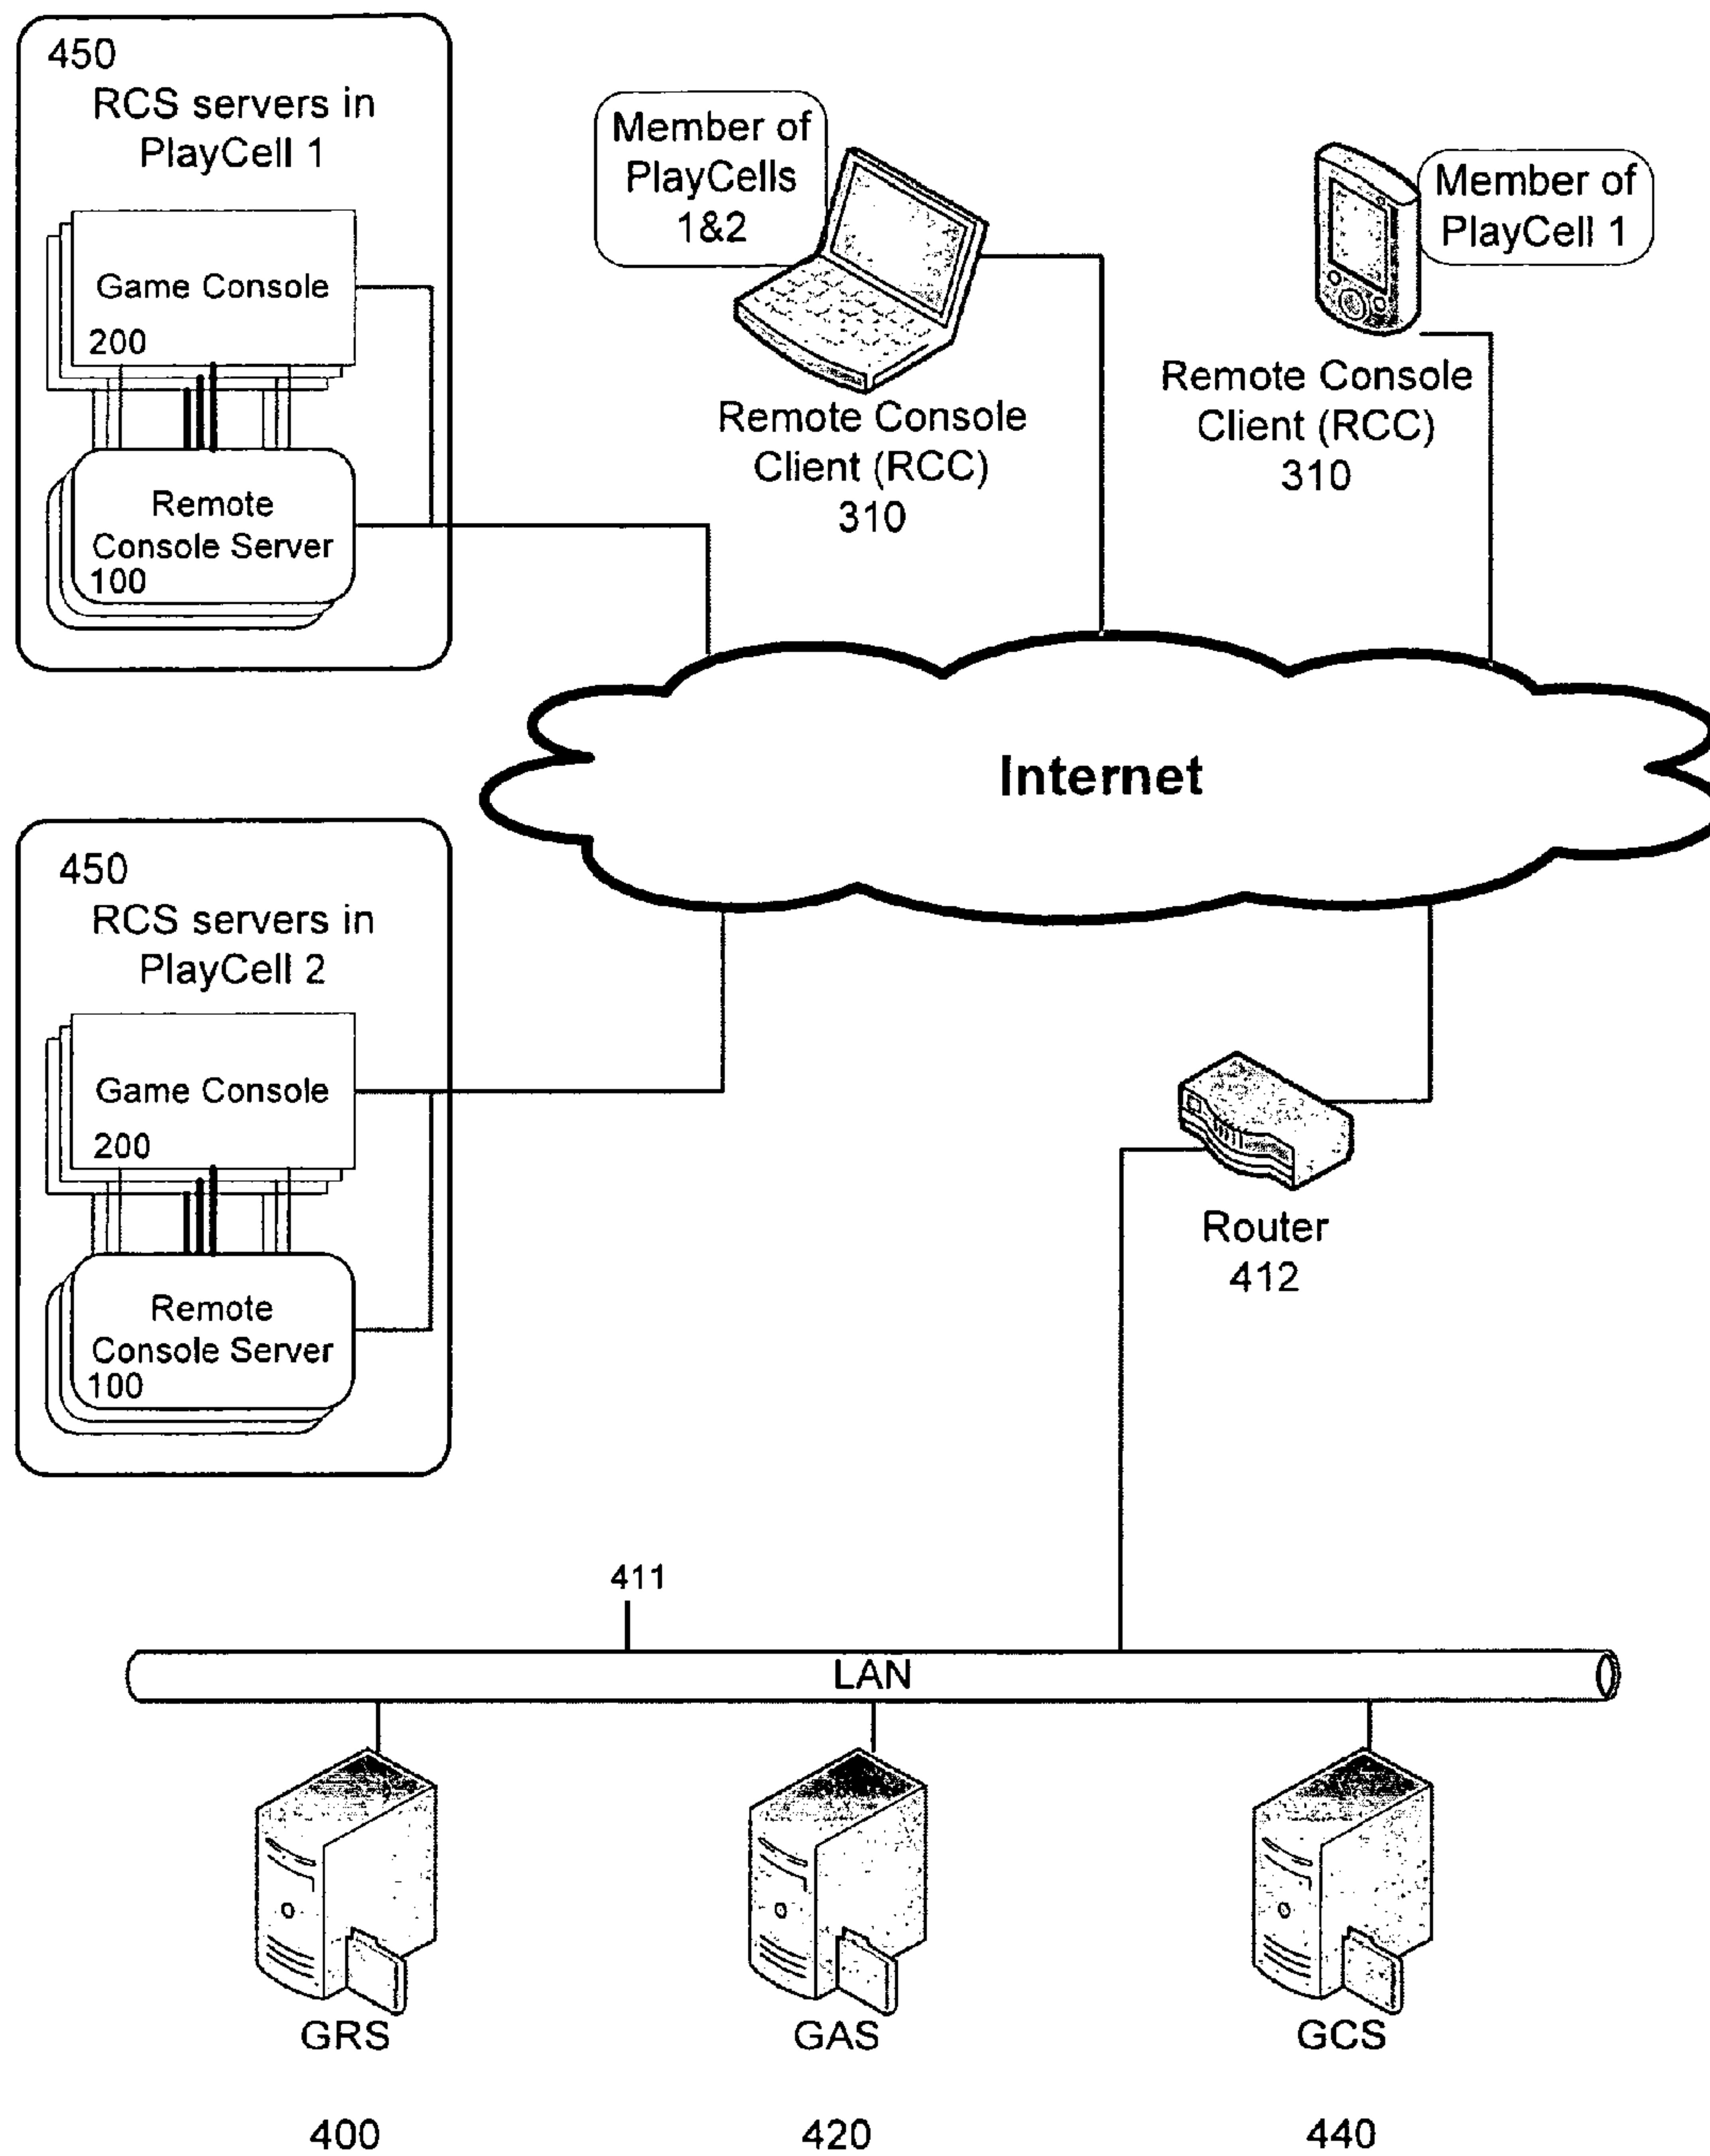 450
RCS servers in
PlayCell 1
Game Console
200
Remote
Console Server
100
Member of
PlayCells
1&2
Remote Console
Client (RCC)
310
Member of
PlayCell 1
Remote Console
Client (RCC)
310
Internet
450
RCS servers in
PlayCell 2
Game Console
200
Remote
Console Server
100
Router
412
411
LAN
GRS
400
GAS
420
GCS
440